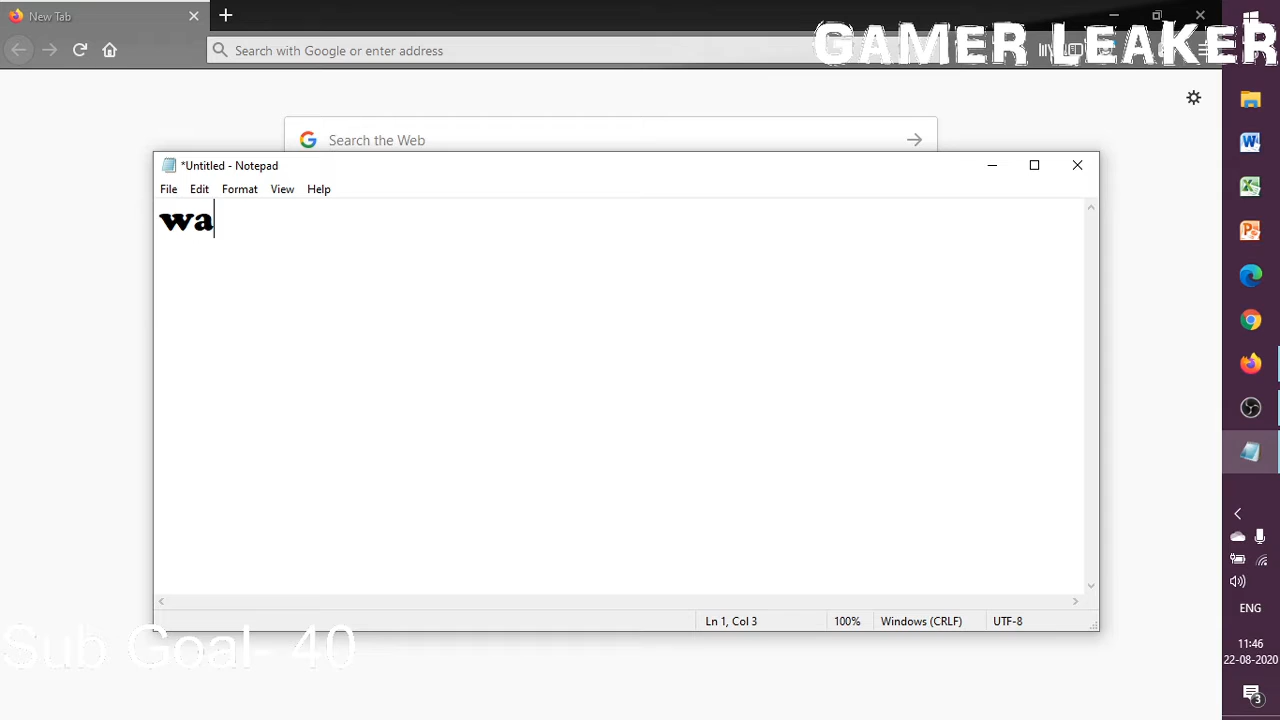 New Tab
GAMER LEAKER
Search with Google or enter address
Search the Web
*Untitled - Notepad
File Edit Format View Help
wa
Ln 1, Col 3 100% Windows (CRLF) UTF-8
Sub Goal- 40
ENG
11:46
22-08-2020
3